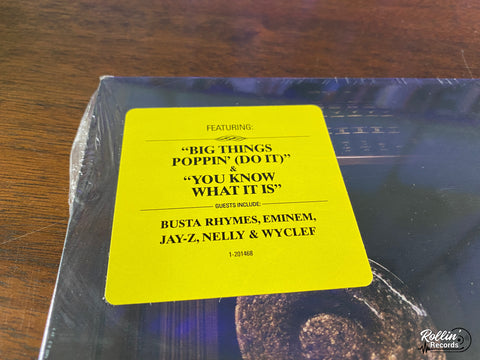 FEATURING:
“BIG THINGS
POPPIN’ (DO IT)”
&
“YOU KNOW
WHAT IT IS”
GUESTS INCLUDE:
BUSTA RHYMES, EMINEM,
JAY-Z, NELLY & WYCLEF
1-201468
Rollin'
Records